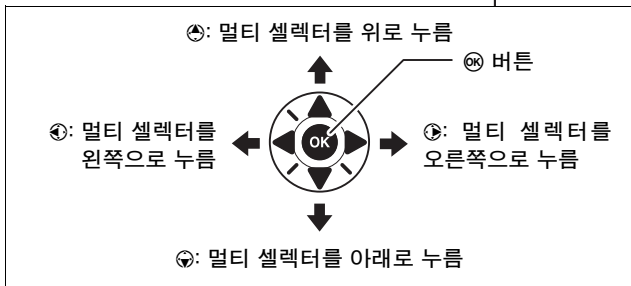 : 멀티 셀렉터를 위로 누름
OK 버튼
: 멀티 셀렉터를
왼쪽으로 누름
OK
: 멀티 셀렉터를
오른쪽으로 누름
: 멀티 셀렉터를 아래로 누름